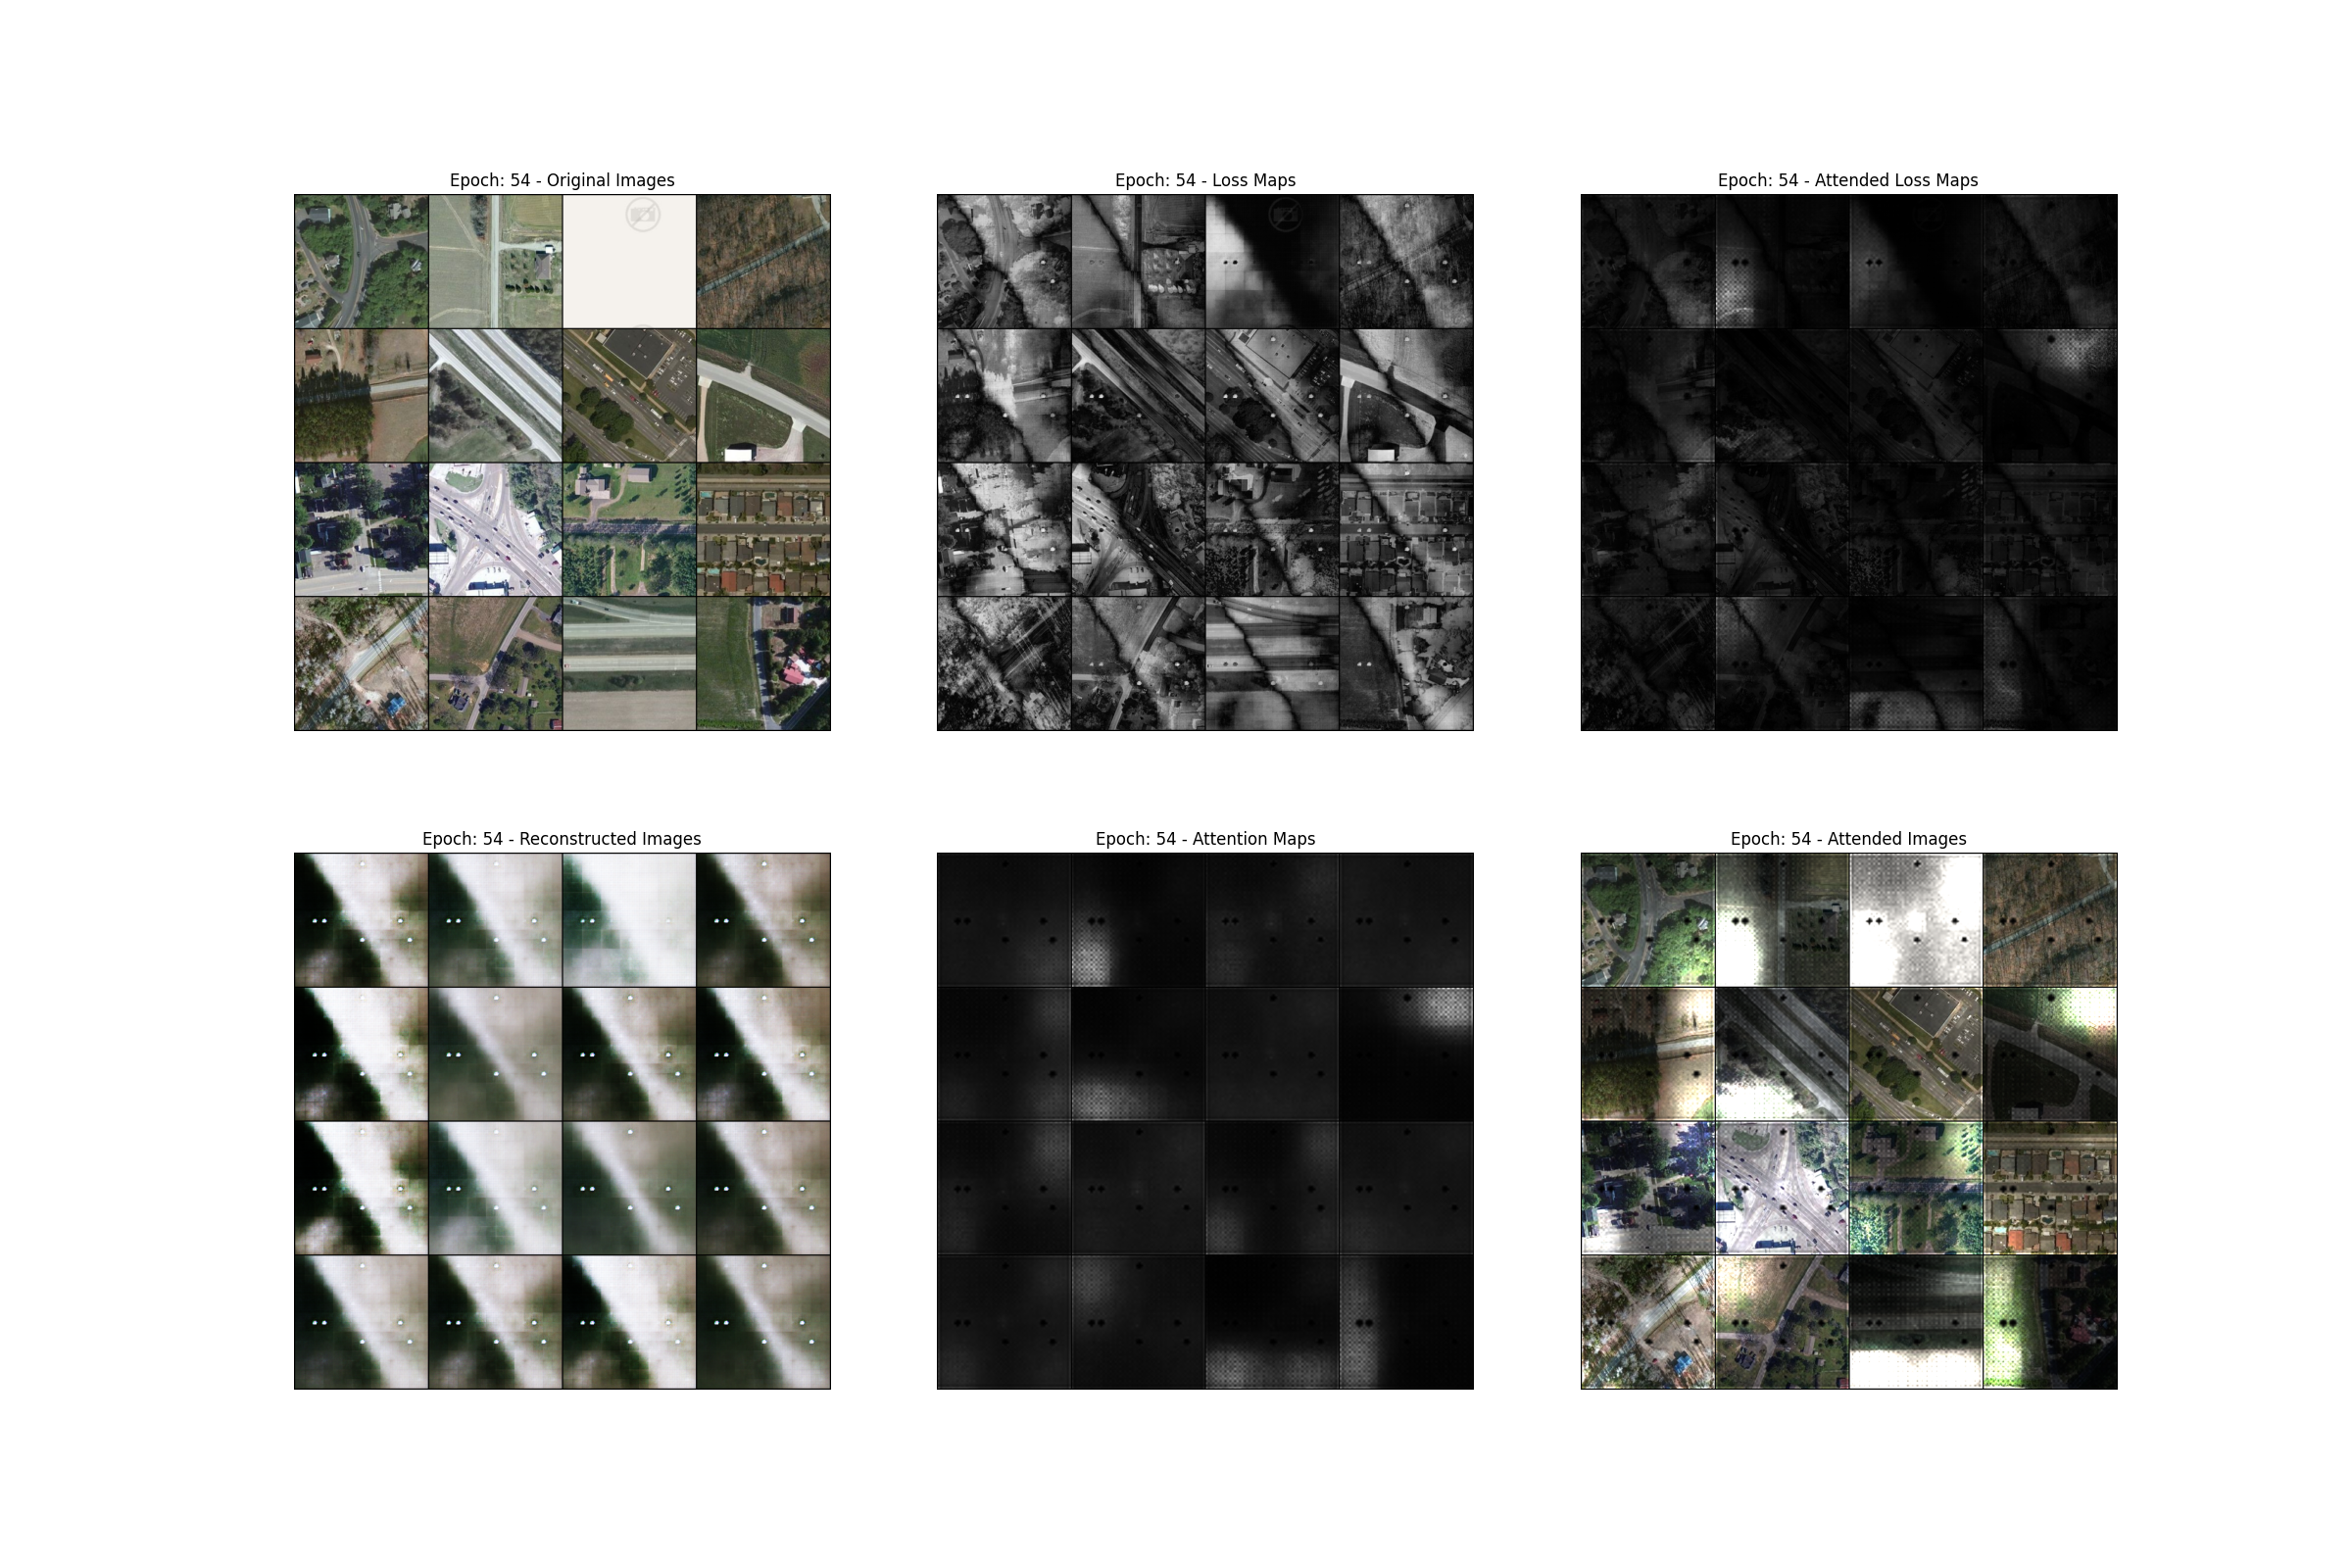 Epoch: 54 - Original Images
Epoch: 54 - Loss Maps
Epoch: 54 - Attended Loss Maps
Epoch: 54 - Reconstructed Images
Epoch: 54 - Attention Maps
Epoch: 54 - Attended Images